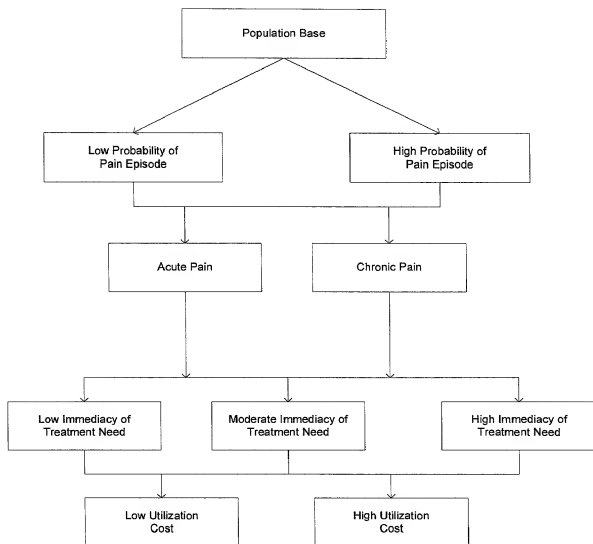 Population Base
Low Probability of
Pain Episode
High Probability of
Pain Episode
Acute Pain
Chronic Pain
Low Immediacy of
Treatment Need
Moderate Immediacy of
Treatment Need
High Immediacy of
Treatment Need
Low Utilization
Cost
High Utilization
Cost